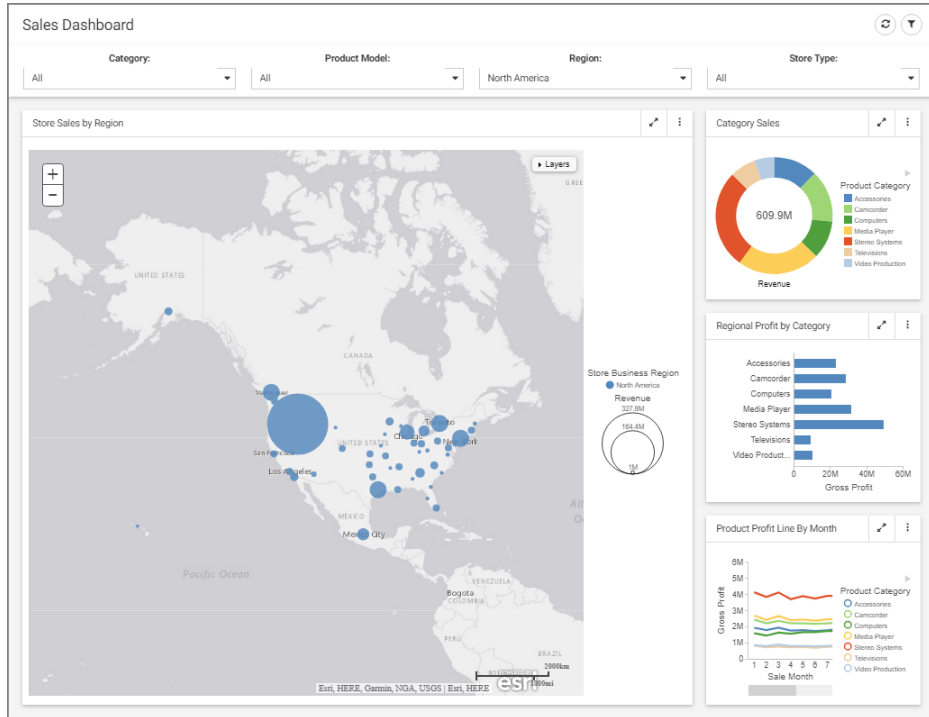 Sales Dashboard
Category:
Product Model:
Region:
Store Type:
All
All
North America
All
Store Sales by Region
+
−
Layers
UNITED STATES
CANADA
Vancouver
Toronto
Chicago
New York
UNITED STATES
San Francisco
Los Angeles
MÉXICO
Mexico City
Pacific Ocean
Bogota
VENEZUELA
COLOMBIA
PERÚ
BRAZIL
2000km
1000mi
esri
Esri, HERE, Garmin, NGA, USGS | Esri, HERE
Store Business Region
North America
Revenue
327.8M
164.4M
1M
0
Category Sales
609.9M
Revenue
Product Category
Accessories
Camcorder
Computers
Media Player
Stereo Systems
Televisions
Video Production
Regional Profit by Category
Accessories
Camcorder
Computers
Media Player
Stereo Systems
Televisions
Video Product...
0 20M 40M 60M
Gross Profit
Product Profit Line By Month
6M
5M
4M
3M
2M
1M
0
Gross Profit
1 2 3 4 5 6 7
Sale Month
Product Category
Accessories
Camcorder
Computers
Media Player
Stereo Systems
Televisions
Video Production